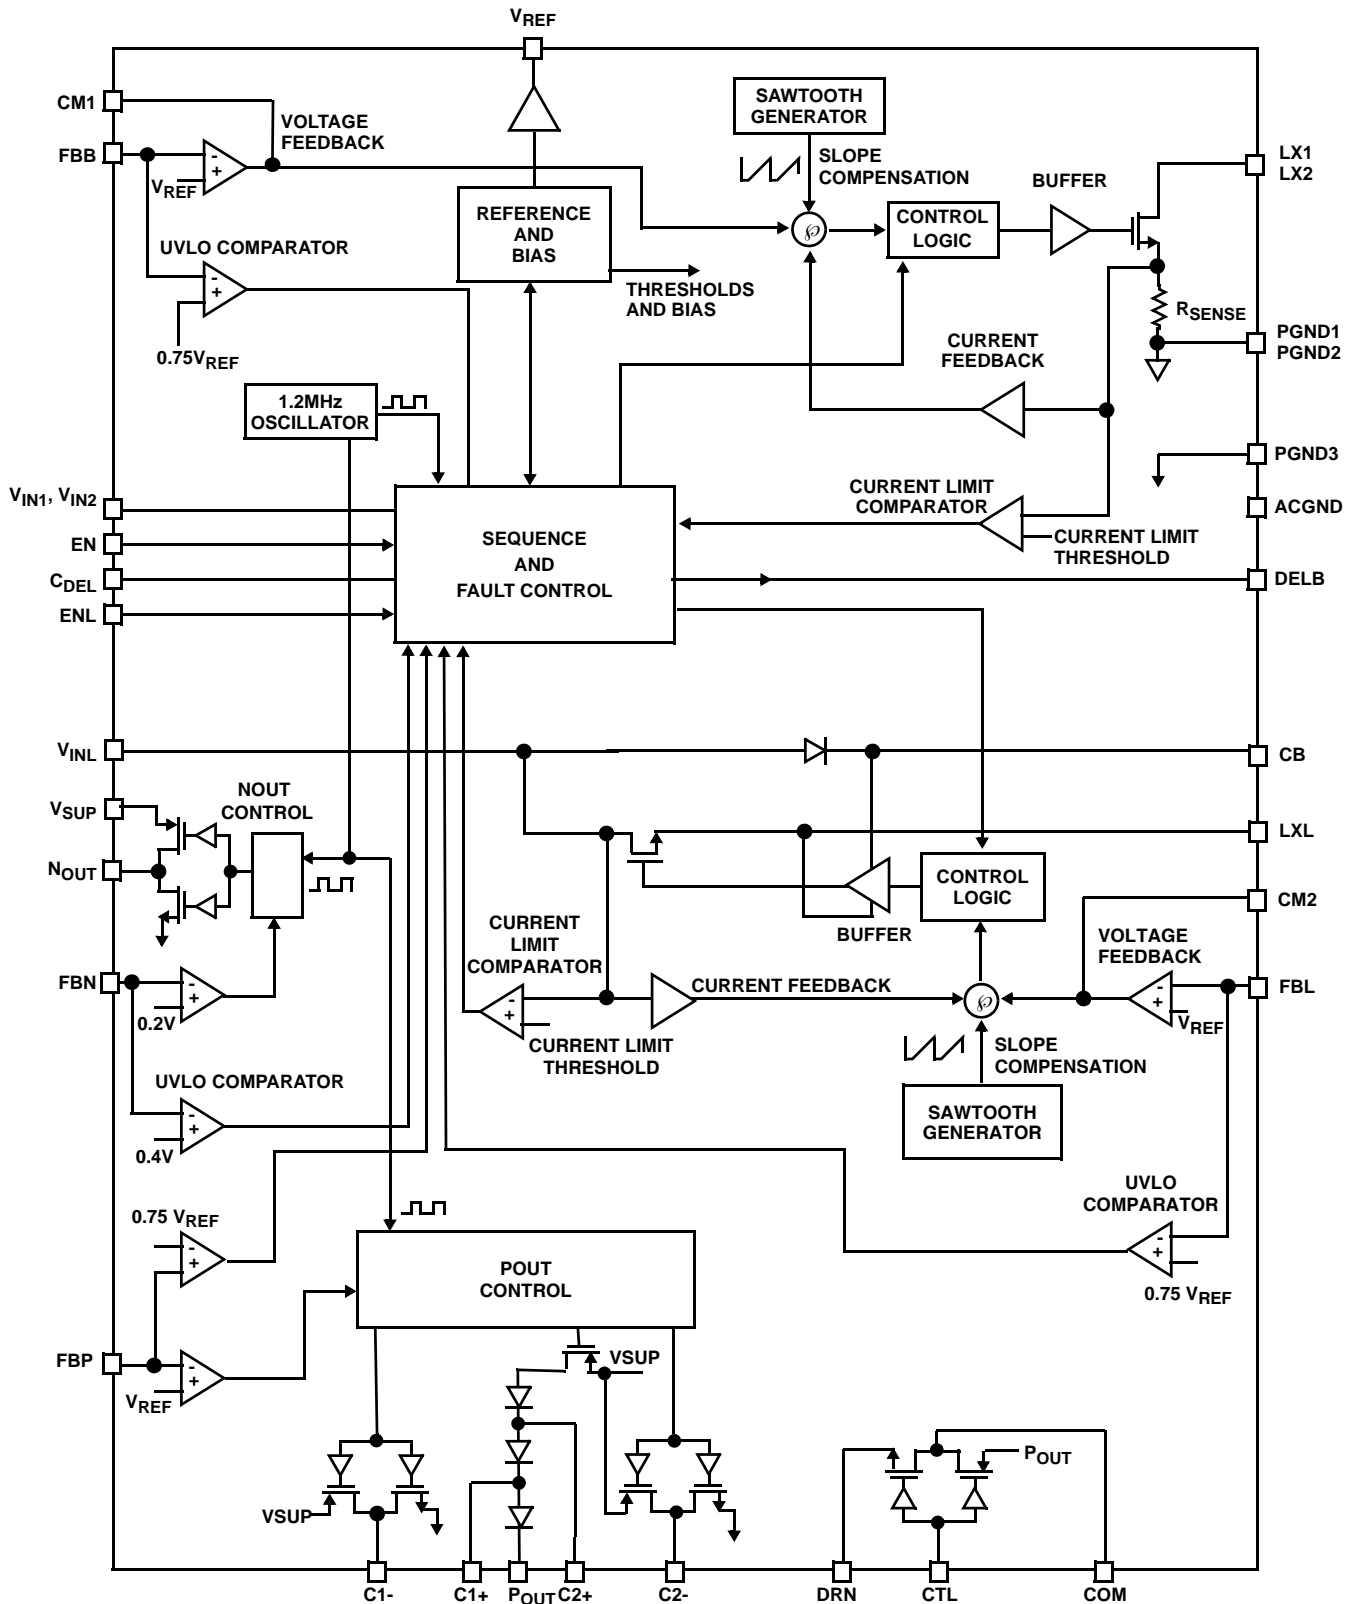 VREF
CM1
VOLTAGE
FEEDBACK
SAWTOOTH
GENERATOR
FBB
-
+
VREF
SLOPE
COMPENSATION
BUFFER
LX1
LX2
REFERENCE
AND
BIAS
CONTROL
LOGIC
UVLO COMPARATOR
-
+
THRESHOLDS
AND BIAS
RSENSE
0.75VREF
CURRENT
FEEDBACK
PGND1
PGND2
1.2MHz
OSCILLATOR
PGND3
VIN1, VIN2
CURRENT LIMIT
COMPARATOR
ACGND
EN
SEQUENCE
AND
FAULT CONTROL
CURRENT LIMIT
THRESHOLD
CDEL
DELB
ENL
VINL
CB
NOUT
CONTROL
VSUP
LXL
NOUT
CONTROL
LOGIC
CM2
CURRENT
LIMIT
COMPARATOR
BUFFER
VOLTAGE
FEEDBACK
FBN
-
+
0.2V
-
+
CURRENT FEEDBACK
-
+
VREF
FBL
CURRENT LIMIT
THRESHOLD
SLOPE
COMPENSATION
UVLO COMPARATOR
-
+
0.4V
SAWTOOTH
GENERATOR
UVLO
COMPARATOR
0.75 VREF
-
+
-
+
0.75 VREF
POUT
CONTROL
FBP
-
+
VREF
VSUP
POUT
VSUP
C1-
C1+
POUT
C2+
C2-
DRN
CTL
COM